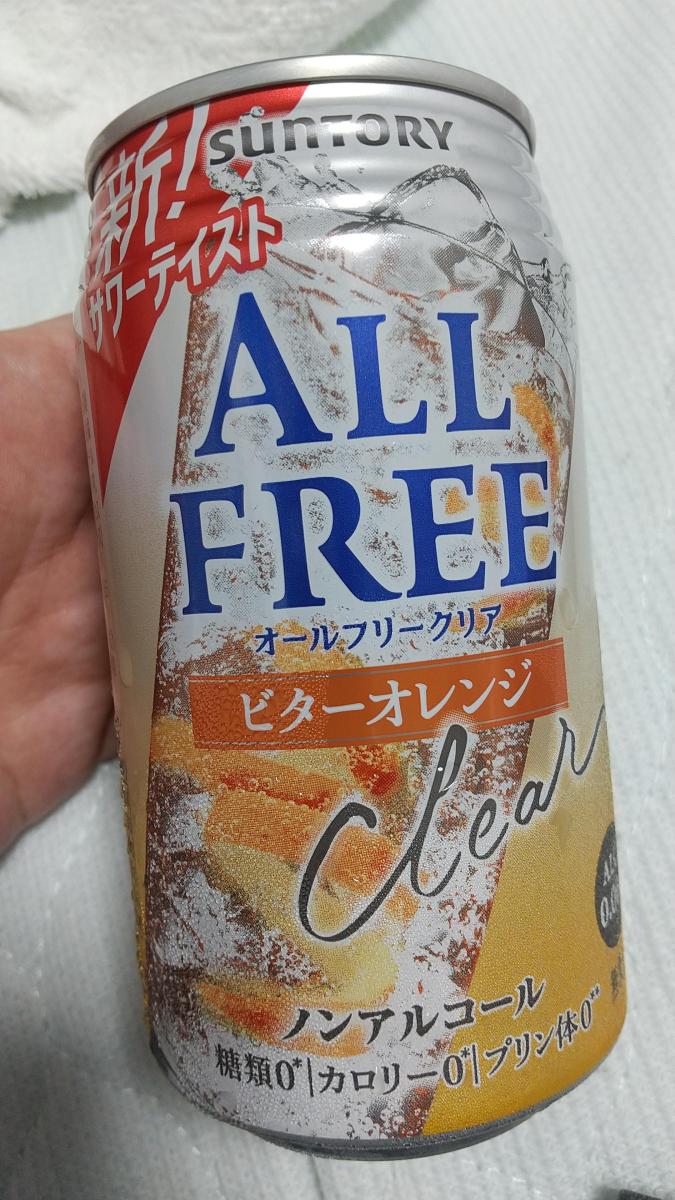 新!
サワーテイスト
SUNTORY
ALL
FREE
オールフリークリア
ビターオレンジ
clear
ノンアルコール
糖類0*|カロリー0*|プリン体0**